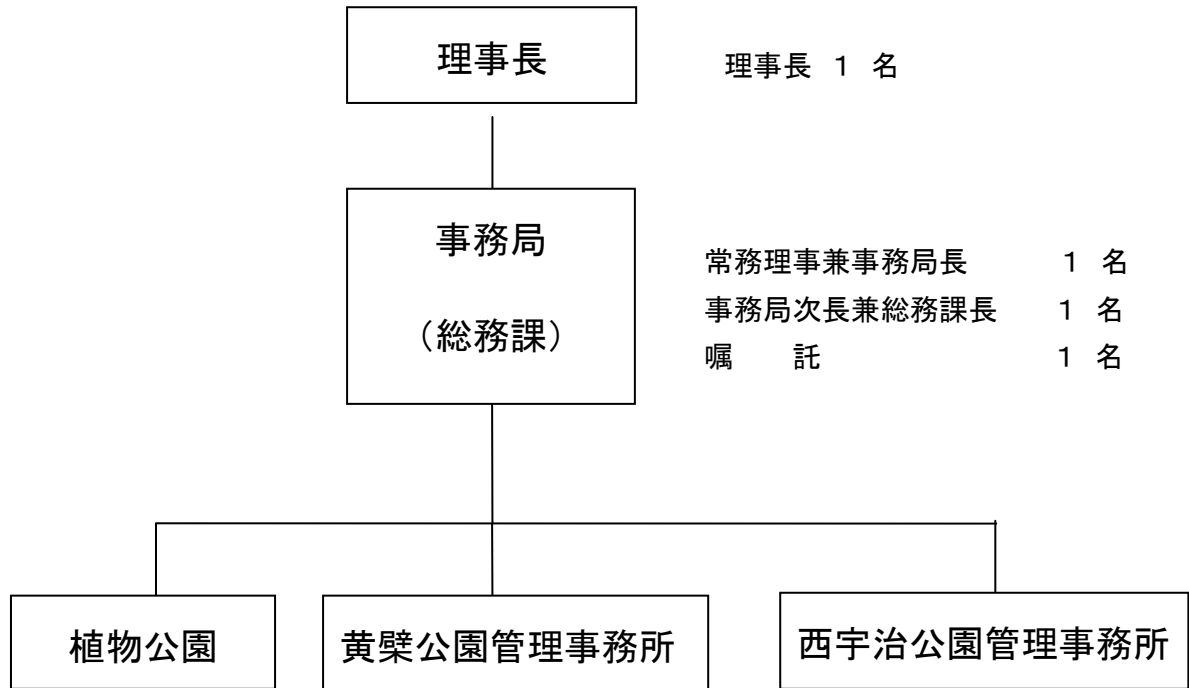 理事長
理事長 1 名
事務局
(総務課)
常務理事兼事務局長 1 名
事務局次長兼総務課長 1 名
嘱 託 1 名
植物公園
黄檗公園管理事務所
西宇治公園管理事務所